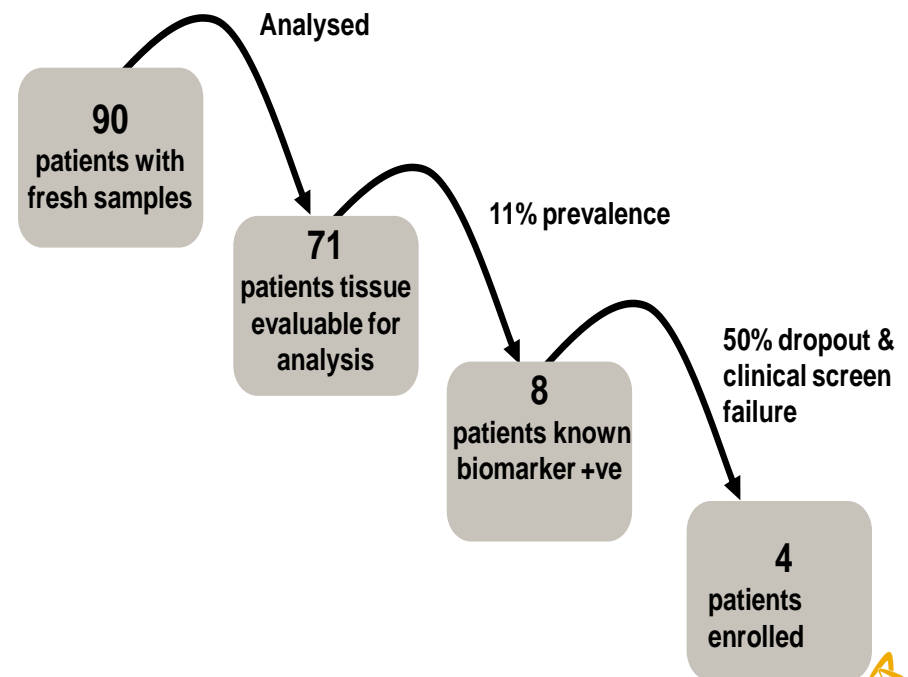 Analysed
90
patients with
fresh samples
11% prevalence
71
patients tissue
evaluable for
analysis
50% dropout &
clinical screen
failure
8
patients known
biomarker +ve
4
patients
enrolled